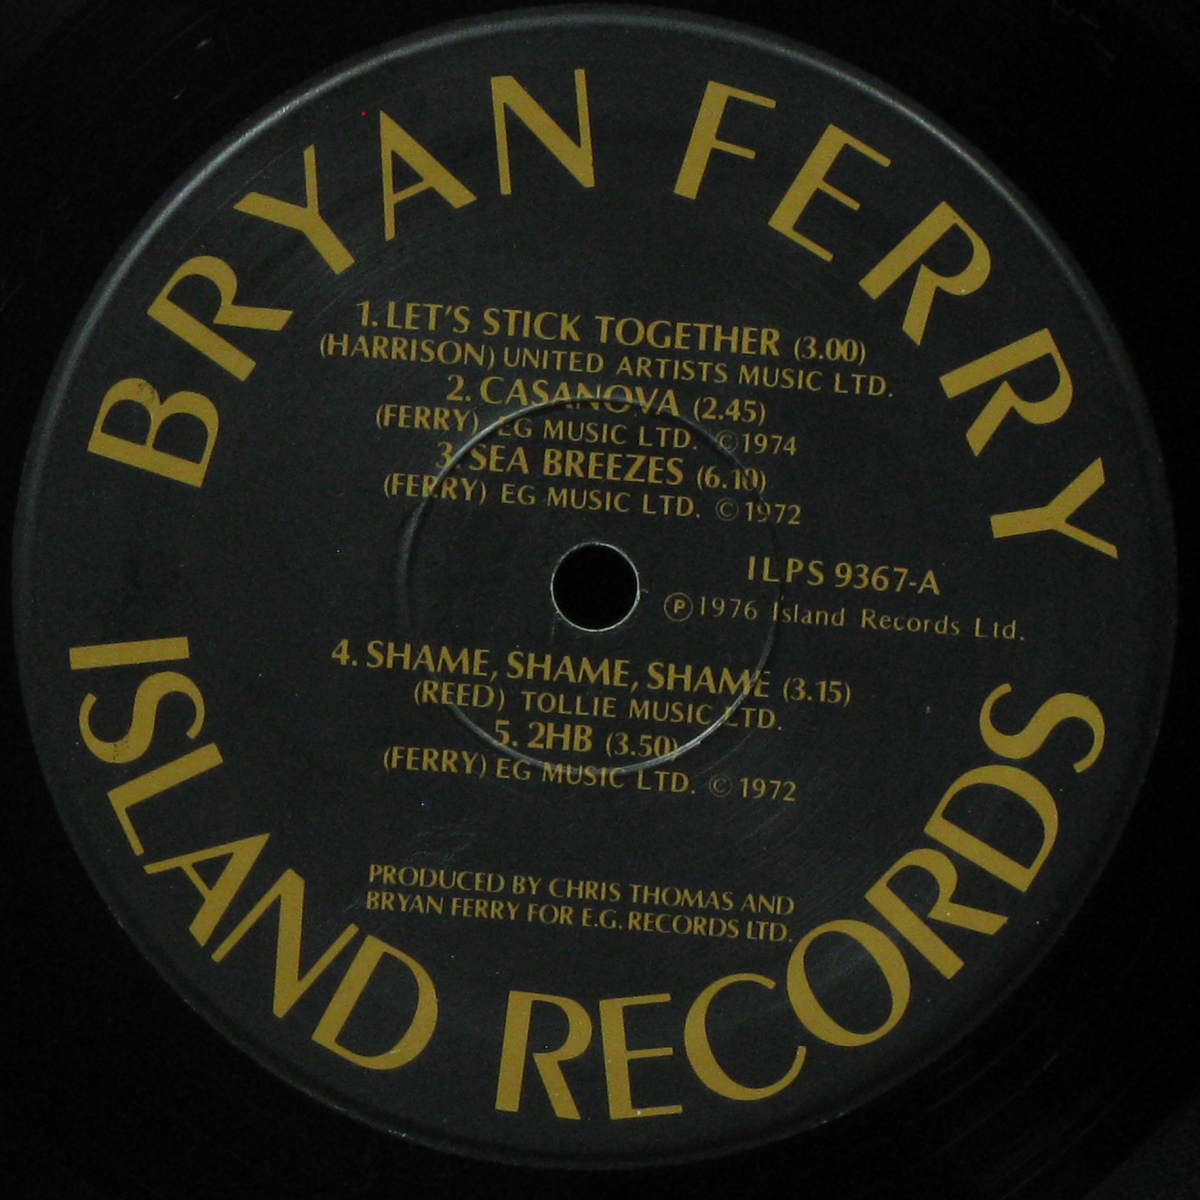 BRYAN FERRY
1. LET'S STICK TOGETHER (3.00)
(HARRISON) UNITED ARTISTS MUSIC LTD.
2. CASANOVA (2.45)
(FERRY) EG MUSIC LTD. ©1974
3. SEA BREEZES (6.10)
(FERRY) EG MUSIC LTD. ©1972
ILPS 9367-A
Ⓟ1976 Island Records Ltd.
4. SHAME, SHAME, SHAME (3.15)
(REED) TOLLIE MUSIC LTD.
5. 2HB (3.50)
(FERRY) EG MUSIC LTD. ©1972
PRODUCED BY CHRIS THOMAS AND
BRYAN FERRY FOR E.G. RECORDS LTD.
ISLAND RECORDS